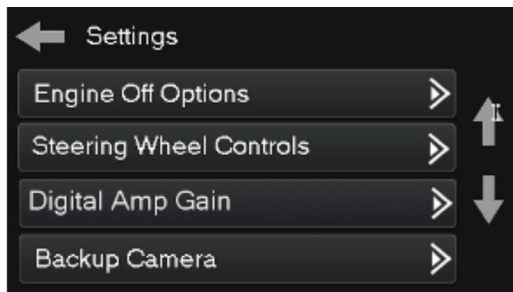 Settings
Engine Off Options
Steering Wheel Controls
Digital Amp Gain
Backup Camera